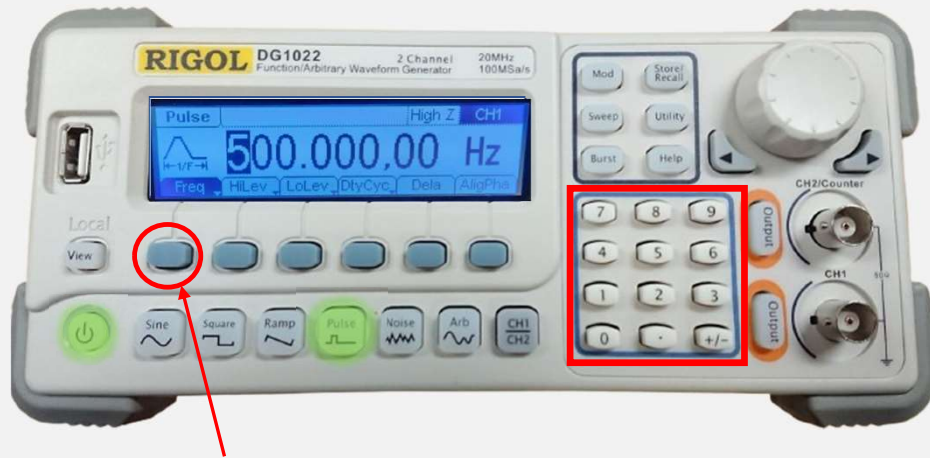 RIGOL DG1022 2 Channel 20MHz
Function/Arbitrary Waveform Generator 100MSa/s
Pulse High Z CH1
1/F
500.000,00 Hz
Freq HiLev LoLev DtyCyc Dela AligPha
Local
View
Sine Square Ramp Pulse Noise Arb CH1 CH2
Mod Store/ Recall
Sweep Utility
Burst Help
7 8 9
4 5 6
1 2 3
0 . +/-
CH2/Counter
Output
CH1
50Ω
Output